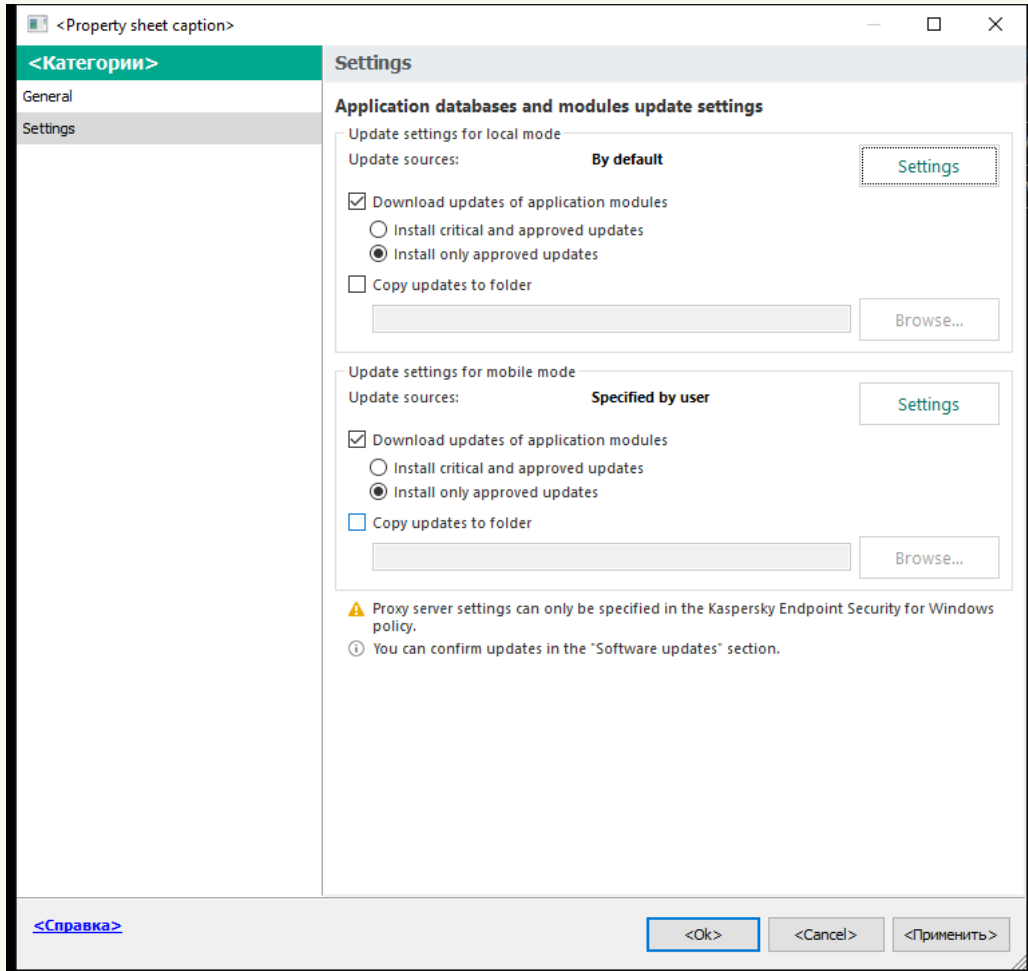 <Property sheet caption>
<Категории>
General
Settings
Settings
Application databases and modules update settings
Update settings for local mode
Update sources: By default Settings
Download updates of application modules
Install critical and approved updates
Install only approved updates
Copy updates to folder
Browse...
Update settings for mobile mode
Update sources: Specified by user Settings
Download updates of application modules
Install critical and approved updates
Install only approved updates
Copy updates to folder
Browse...
Proxy server settings can only be specified in the Kaspersky Endpoint Security for Windows
policy.
You can confirm updates in the "Software updates" section.
<Справка> <Ok> <Cancel> <Применить>